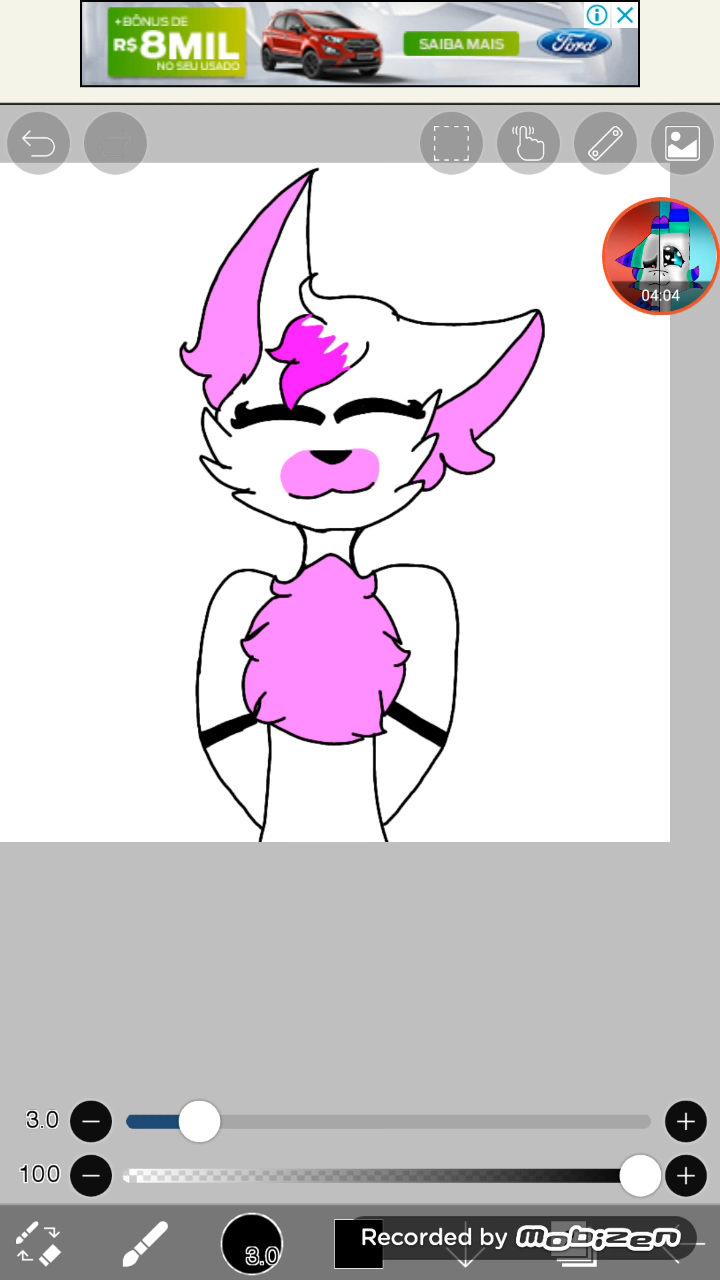 +BÔNUS DE
R$ 8MIL
NO SEU USADO
SAIBA MAIS
Ford
04:04
3.0
100
3.0
Recorded by mobizen